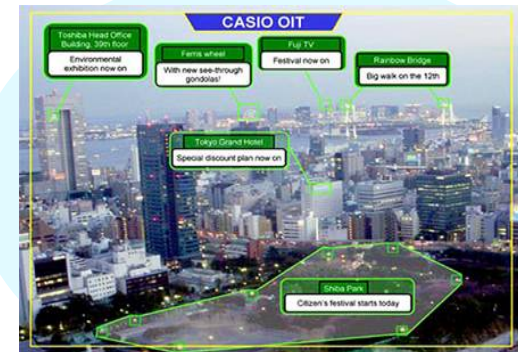 CASIO OIT
Toshiba Head Office
Building, 39th floor
Environmental
exhibition now on
Ferris wheel
With new see-through
gondolas!
Fuji TV
Festival now on
Rainbow Bridge
Big walk on the 12th
Tokyo Grand Hotel
Special discount plan now on
Shiba Park
Citizen's festival starts today